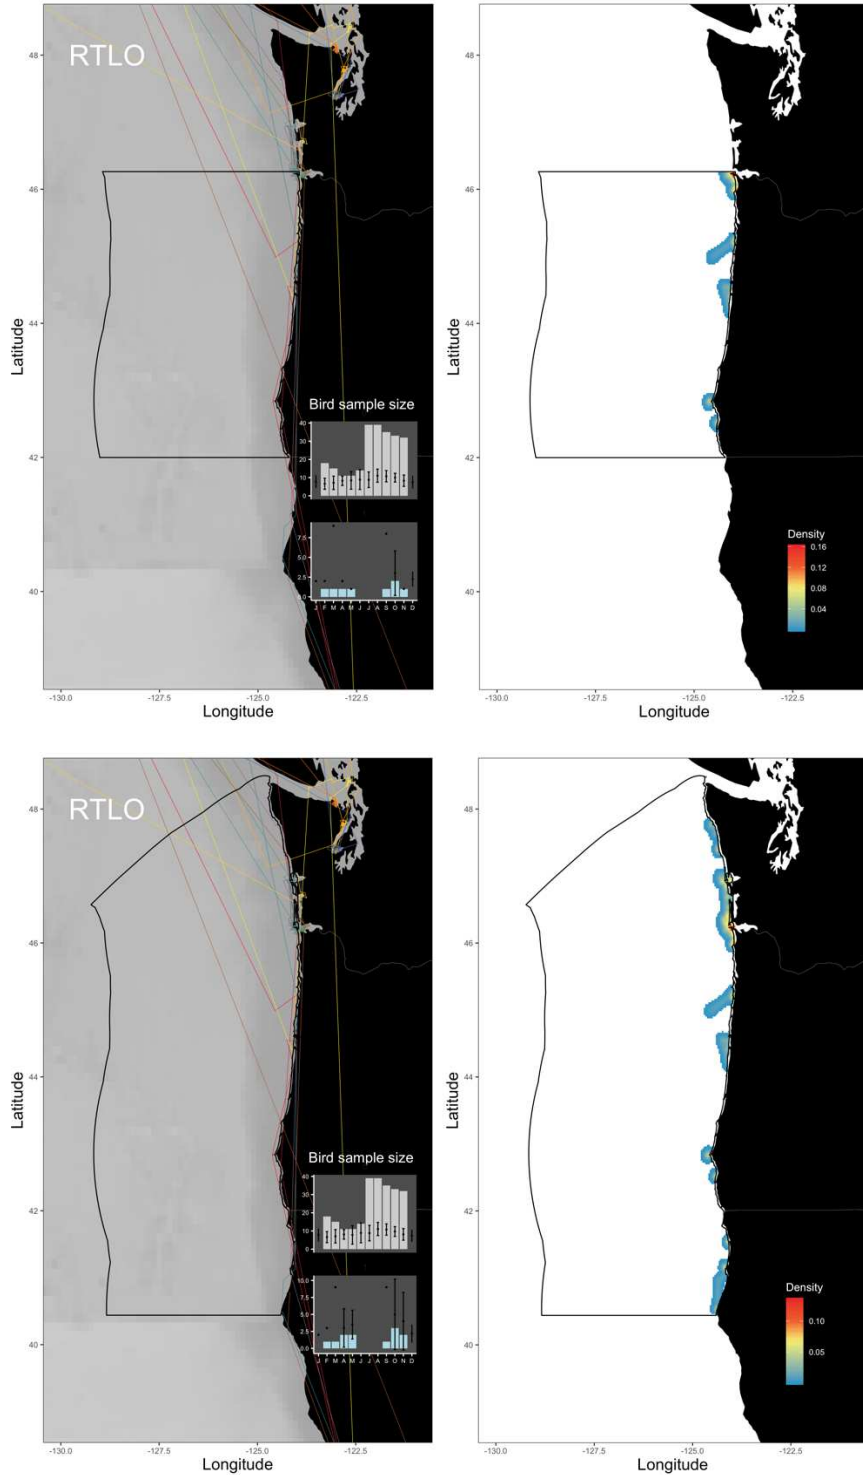 RTLO
48
46
44
42
40
Latitude
Bird sample size
40
30
20
10
0
7.5
5.0
2.5
0.0
J F M A M J J A S O N D
-130.0 -127.5 -125.0 -122.5
Longitude
48
46
44
42
40
Latitude
Density
0.16
0.12
0.08
0.04
-130.0 -127.5 -125.0 -122.5
Longitude
RTLO
48
46
44
42
40
Latitude
Bird sample size
40
30
20
10
0
10.0
7.5
5.0
2.5
0.0
J F M A M J J A S O N D
-130.0 -127.5 -125.0 -122.5
Longitude
48
46
44
42
40
Latitude
Density
0.10
0.05
-130.0 -127.5 -125.0 -122.5
Longitude